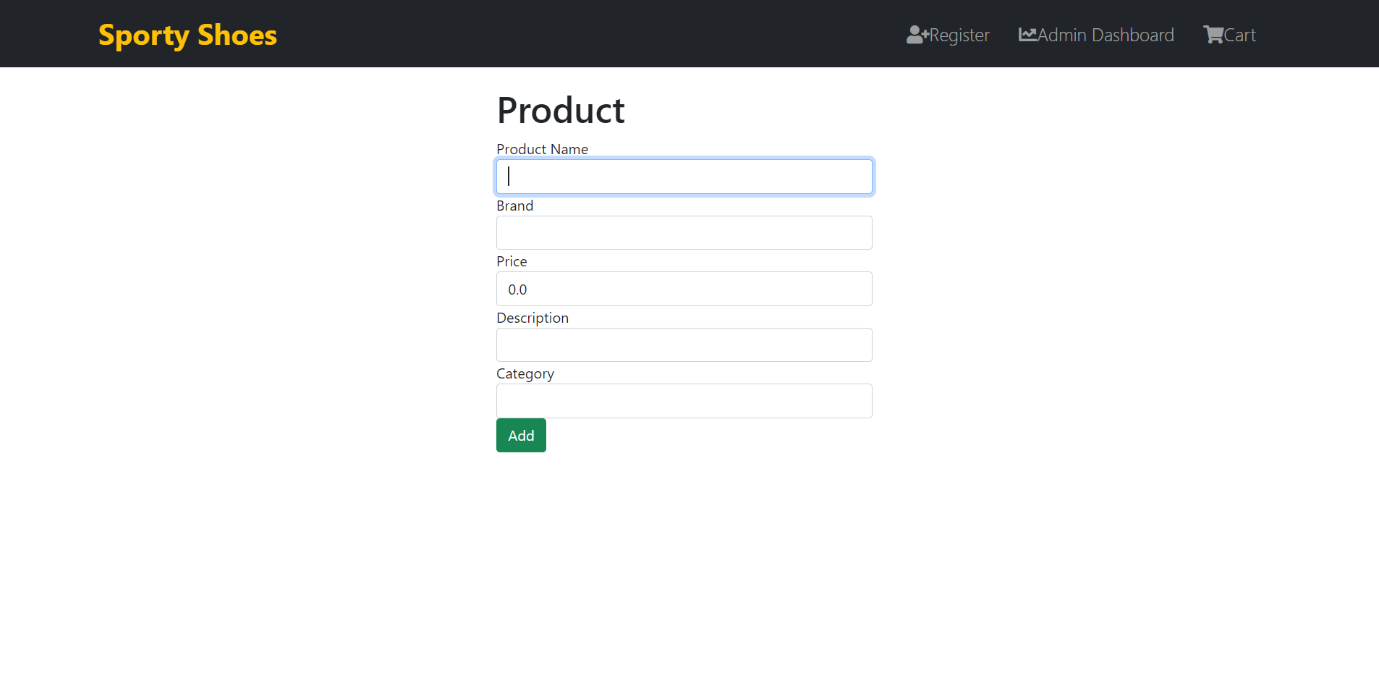 Sporty Shoes
Register Admin Dashboard Cart
Product
Product Name
Brand
Price
0.0
Description
Category
Add